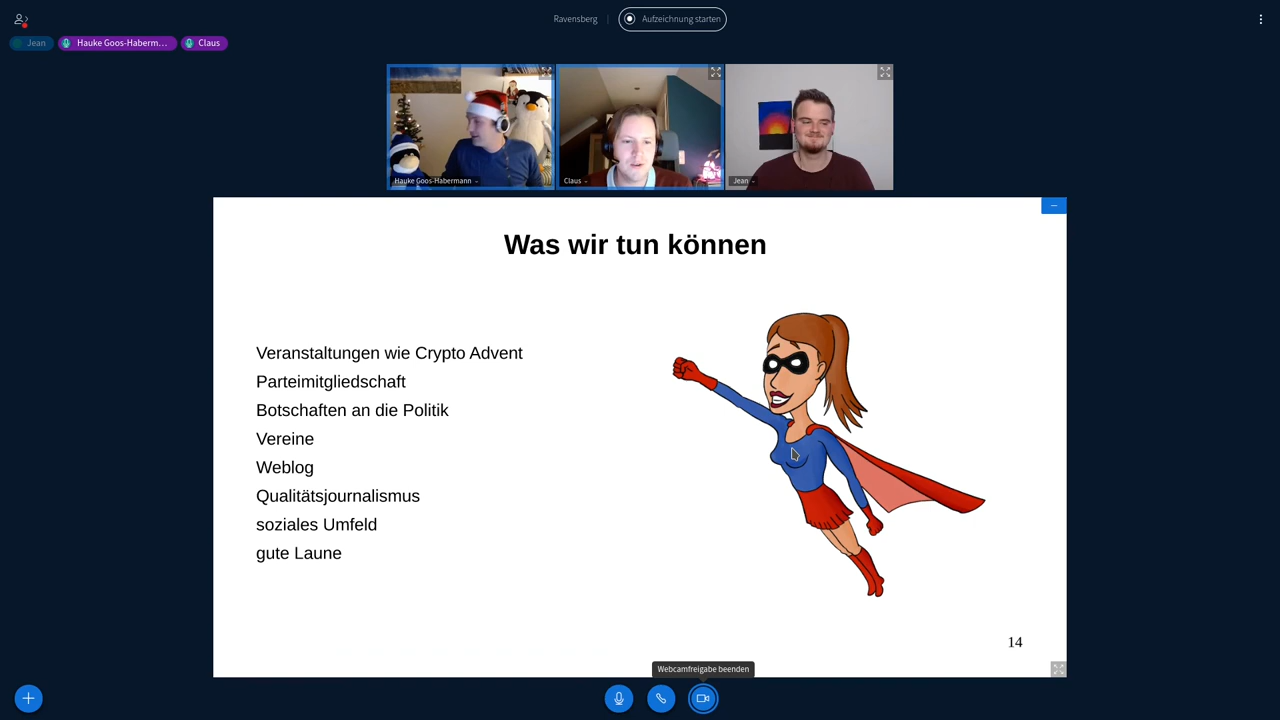 Ravensberg
Aufzeichnung starten
Jean
Hauke Goos-Haberm...
Claus
Hauke Goos-Habermann
Claus
Jean
Was wir tun können
Veranstaltungen wie Crypto Advent
Parteimitgliedschaft
Botschaften an die Politik
Vereine
Weblog
Qualitätsjournalismus
soziales Umfeld
gute Laune
14
Webcamfreigabe beenden